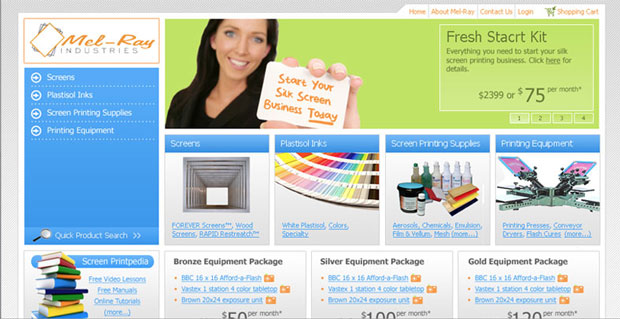 Home | About Mel-Ray | Contact Us | Login Shopping Cart
Mel-Ray
INDUSTRIES
Screens
Plastisol Inks
Screen Printing Supplies
Printing Equipment
Quick Product Search >>
Start Your
Silk Screen
Business Today
Fresh Stacrt Kit
Everything you need to start your silk
screen printing business. Click here for
details.
$2399 or $75 per month*
1 2 3 4
Screens
FOREVER Screens™, Wood
Screens, RAPID Restreatch™
Plastisol Inks
White Plastisol, Colors,
Specialty
Screen Printing Supplies
Aerosols, Chemicals, Emulsion,
Film & Vellum, Mesh (more...)
Printing Equipment
Printing Presses, Conveyor
Dryers, Flash Cures (more...)
Screen Printpedia
Free Video Lessons
Free Manuals
Online Tutorials
(more...)
Bronze Equipment Package
BBC 16 x 16 Afford-a-Flash
Vastex 1 station 4 color tabletop
Brown 20x24 exposure unit
$50 per month*
Silver Equipment Package
BBC 16 x 16 Afford-a-Flash
Vastex 1 station 4 color tabletop
Brown 20x24 exposure unit
per month*
Gold Equipment Package
BBC 16 x 16 Afford-a-Flash
Vastex 1 station 4 color tabletop
Brown 20x24 exposure unit
$120 per month*